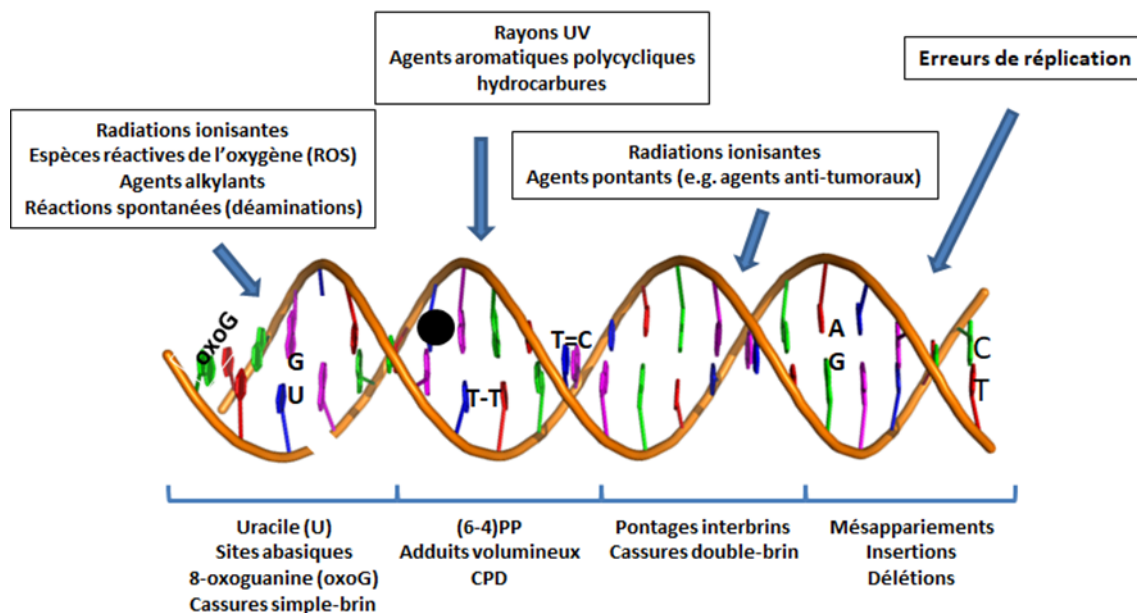 Rayons UV
Agents aromatiques polycycliques
hydrocarbures
Erreurs de réplication
Radiations ionisantes
Espèces réactives de l'oxygène (ROS)
Agents alkylants
Réactions spontanées (déaminations)
Radiations ionisantes
Agents pontants (e.g. agents anti-tumoraux)
oxoG
G
U
T-T
T=C
A
G
C
T
Uracile (U)
Sites abasiques
8-oxoguanine (oxoG)
Cassures simple-brin
(6-4)PP
Adduits volumineux
CPD
Pontages interbrins
Cassures double-brin
Mésappariements
Insertions
Délétions